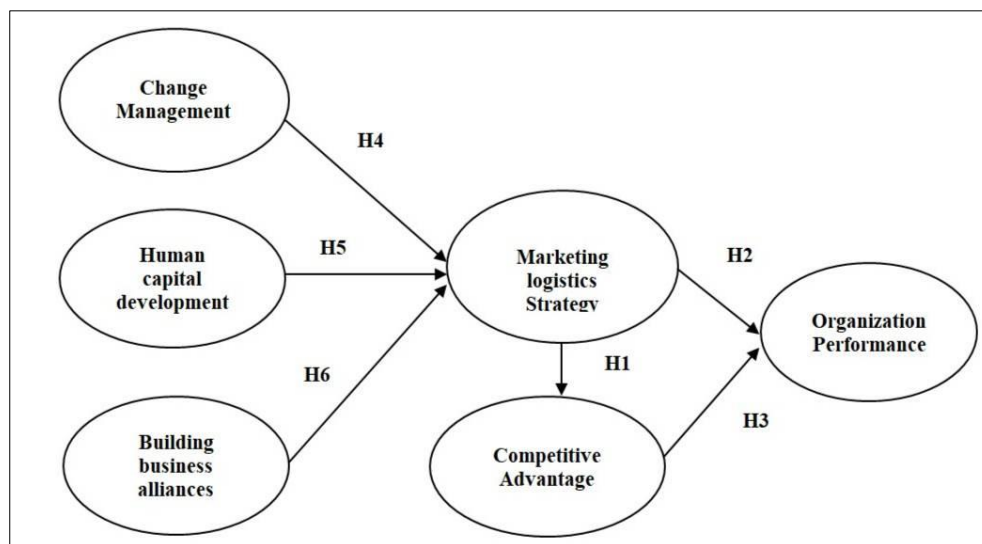 Change
Management
H4
Human
capital
development
H5
Marketing
logistics
Strategy
H2
Organization
Performance
H6
H1
Building
business
alliances
Competitive
Advantage
H3